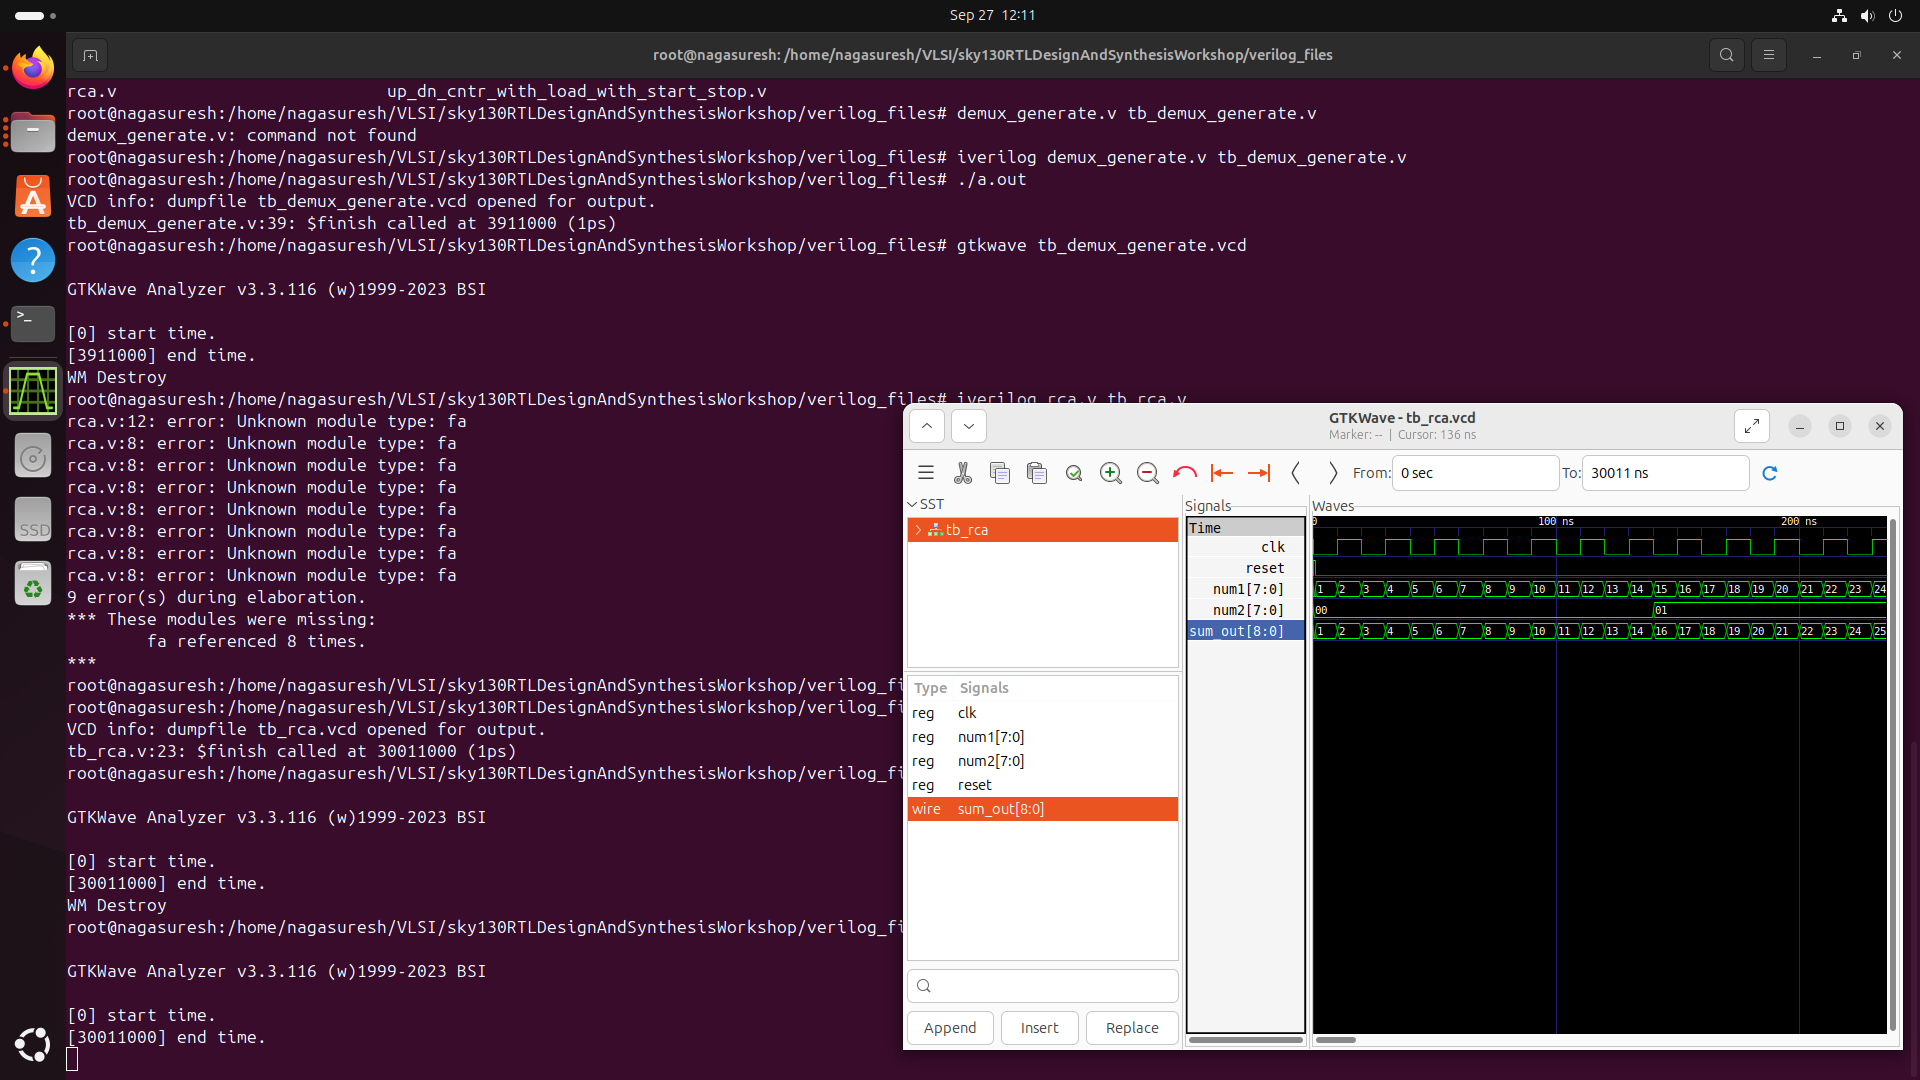 Sep 27 12:11
root@nagasuresh: /home/nagasuresh/VLSI/sky130RTLDesignAndSynthesisWorkshop/verilog_files
rca.v up_dn_cntr_with_load_with_start_stop.v
root@nagasuresh:/home/nagasuresh/VLSI/sky130RTLDesignAndSynthesisWorkshop/verilog_files# demux_generate.v tb_demux_generate.v
demux_generate.v: command not found
root@nagasuresh:/home/nagasuresh/VLSI/sky130RTLDesignAndSynthesisWorkshop/verilog_files# iverilog demux_generate.v tb_demux_generate.v
root@nagasuresh:/home/nagasuresh/VLSI/sky130RTLDesignAndSynthesisWorkshop/verilog_files# ./a.out
VCD info: dumpfile tb_demux_generate.vcd opened for output.
tb_demux_generate.v:39: $finish called at 3911000 (1ps)
root@nagasuresh:/home/nagasuresh/VLSI/sky130RTLDesignAndSynthesisWorkshop/verilog_files# gtkwave tb_demux_generate.vcd
GTKWave Analyzer v3.3.116 (w)1999-2023 BSI
[0] start time.
[3911000] end time.
WM Destroy
root@nagasuresh:/home/nagasuresh/VLSI/sky130RTLDesignAndSynthesisWorkshop/verilog_files# iverilog rca.v tb_rca.v
rca.v:12: error: Unknown module type: fa
rca.v:8: error: Unknown module type: fa
rca.v:8: error: Unknown module type: fa
rca.v:8: error: Unknown module type: fa
rca.v:8: error: Unknown module type: fa
rca.v:8: error: Unknown module type: fa
rca.v:8: error: Unknown module type: fa
rca.v:8: error: Unknown module type: fa
9 error(s) during elaboration.
*** These modules were missing:
fa referenced 8 times.
***
root@nagasuresh:/home/nagasuresh/VLSI/sky130RTLDesignAndSynthesisWorkshop/verilog_fi
root@nagasuresh:/home/nagasuresh/VLSI/sky130RTLDesignAndSynthesisWorkshop/verilog_fi
VCD info: dumpfile tb_rca.vcd opened for output.
tb_rca.v:23: $finish called at 30011000 (1ps)
root@nagasuresh:/home/nagasuresh/VLSI/sky130RTLDesignAndSynthesisWorkshop/verilog_fi
GTKWave Analyzer v3.3.116 (w)1999-2023 BSI
[0] start time.
[30011000] end time.
WM Destroy
root@nagasuresh:/home/nagasuresh/VLSI/sky130RTLDesignAndSynthesisWorkshop/verilog_fi
GTKWave Analyzer v3.3.116 (w)1999-2023 BSI
[0] start time.
[30011000] end time.
SSD
GTKWave - tb_rca.vcd
Marker: -- | Cursor: 136 ns
From: 0 sec To: 30011 ns
SST
tb_rca
Type Signals
reg clk
reg num1[7:0]
reg num2[7:0]
reg reset
wire sum_out[8:0]
Append Insert Replace
Signals
Time
clk
reset
num1[7:0]
num2[7:0]
sum_out[8:0]
Waves
0 100 ns 200 ns
1 2 3 4 5 6 7 8 9 10 11 12 13 14 15 16 17 18 19 20 21 22 23 24
00 01
1 2 3 4 5 6 7 8 9 10 11 12 13 14 16 17 18 19 20 21 22 23 24 25